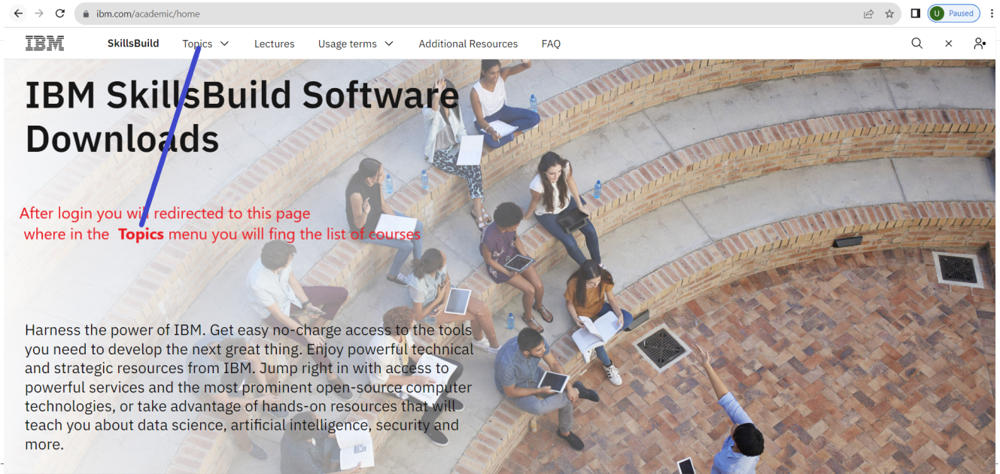 ibm.com/academic/home
U Paused
IBM SkillsBuild Topics Lectures Usage terms Additional Resources FAQ
IBM SkillsBuild Software
Downloads
After login you will redirected to this page
where in the Topics menu you will fing the list of courses
Harness the power of IBM. Get easy no-charge access to the tools
you need to develop the next great thing. Enjoy powerful technical
and strategic resources from IBM. Jump right in with access to
powerful services and the most prominent open-source computer
technologies, or take advantage of hands-on resources that will
teach you about data science, artificial intelligence, security and
more.